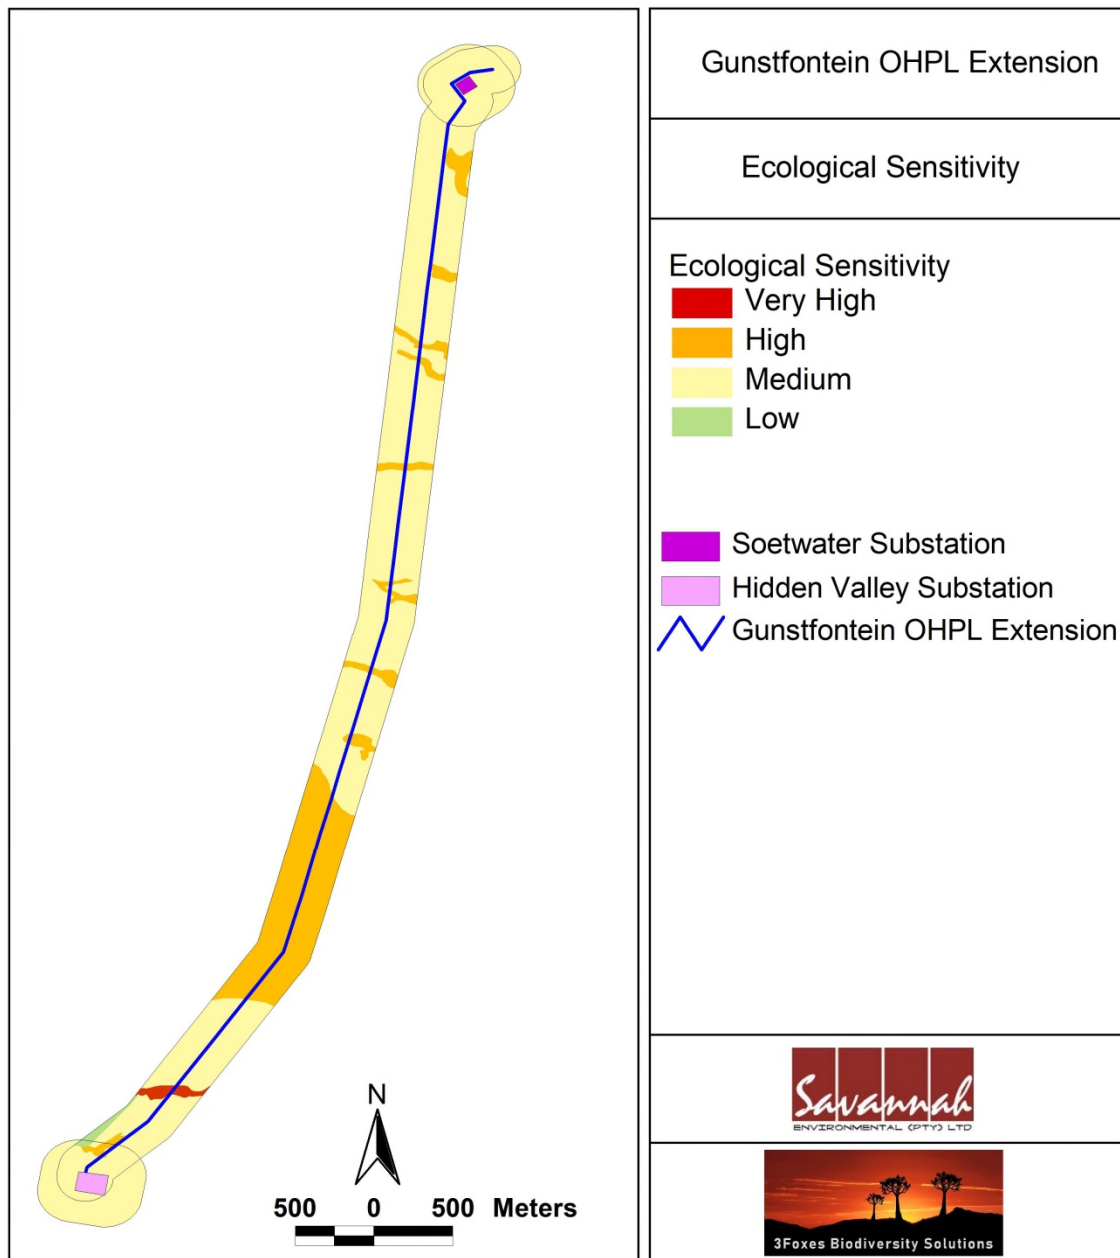 Gunstfontein OHPL Extension
Ecological Sensitivity
Ecological Sensitivity
Very High
High
Medium
Low
Soetwater Substation
Hidden Valley Substation
Gunstfontein OHPL Extension
N
500 0 500 Meters
Savannah
ENVIRONMENTAL (PTY) LTD
3Foxes Biodiversity Solutions